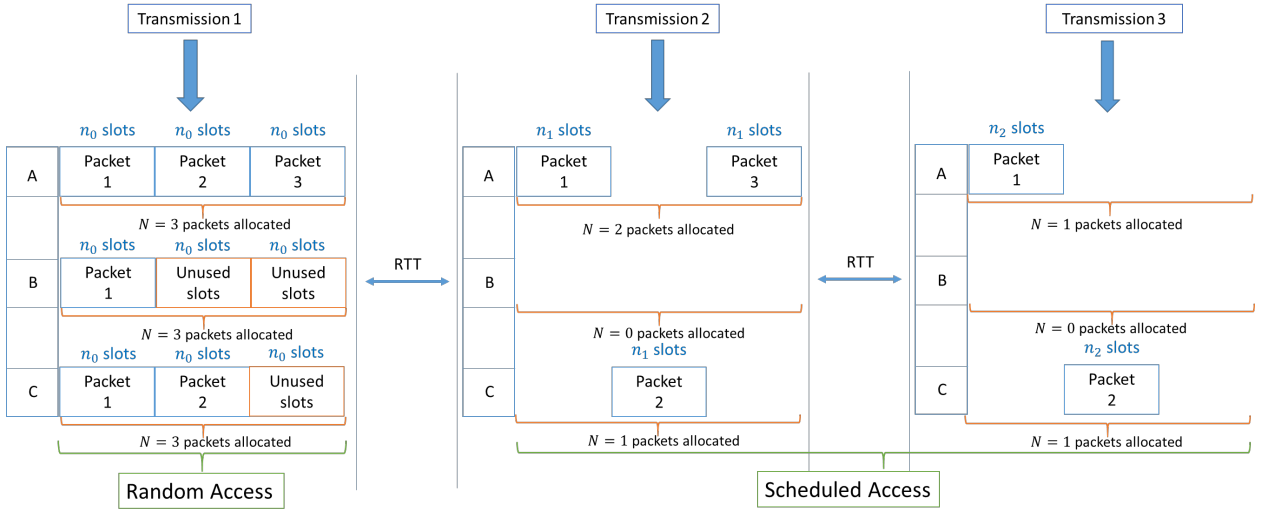 Transmission 1
Transmission 2
Transmission 3
n₀ slots n₀ slots n₀ slots
A
Packet 1
Packet 2
Packet 3
N = 3 packets allocated
n₀ slots n₀ slots n₀ slots
B
Packet 1
Unused slots
Unused slots
N = 3 packets allocated
n₀ slots n₀ slots n₀ slots
C
Packet 1
Packet 2
Unused slots
N = 3 packets allocated
Random Access
RTT
n₁ slots n₁ slots
A
Packet 1
Packet 3
N = 2 packets allocated
B
N = 0 packets allocated
n₁ slots
C
Packet 2
N = 1 packets allocated
RTT
n₂ slots
A
Packet 1
N = 1 packets allocated
B
N = 0 packets allocated
n₂ slots
C
Packet 2
N = 1 packets allocated
Scheduled Access